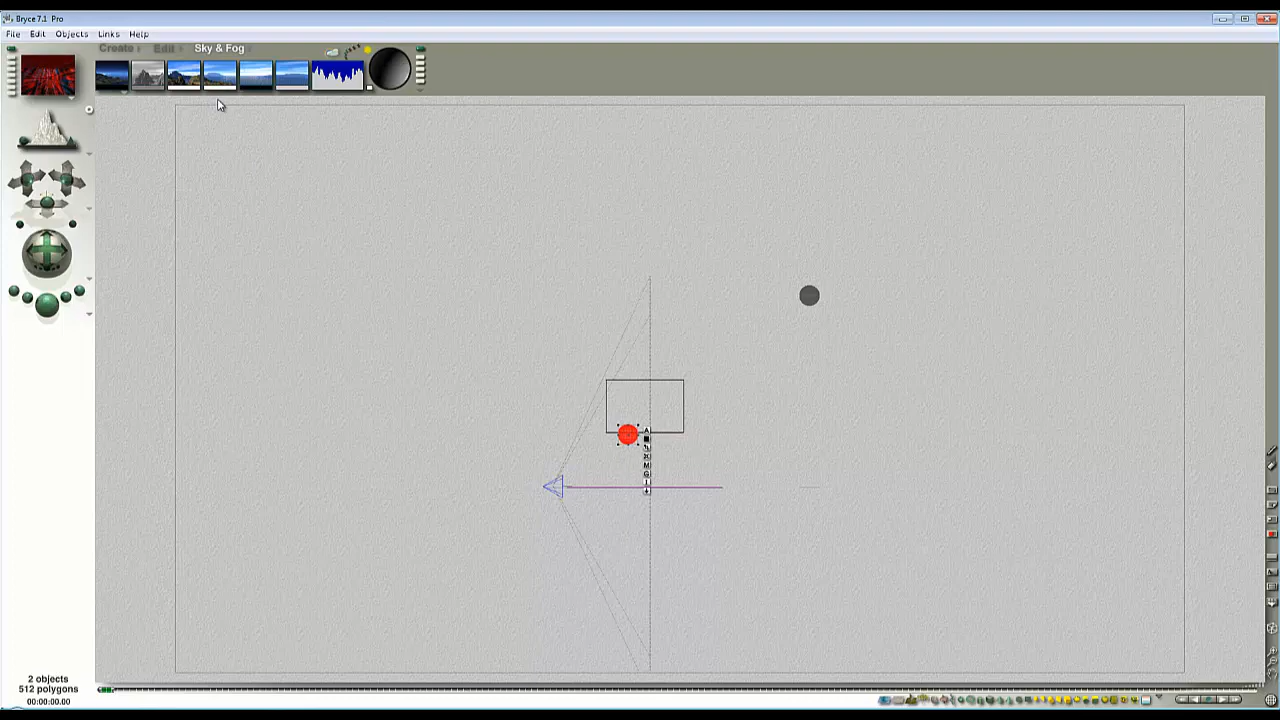 Bryce 7.1 Pro
File Edit Objects Links Help
Create Edit Sky & Fog
A
M
G
2 objects
512 polygons
00:00:00.00